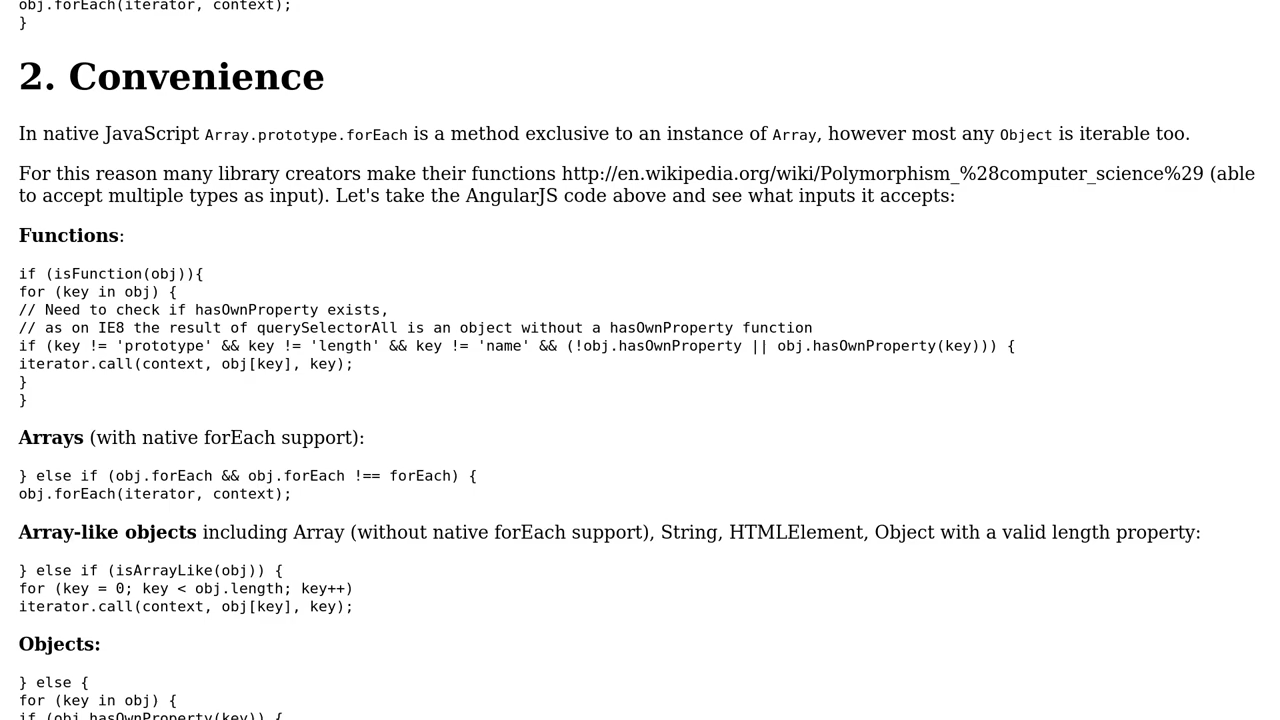 obj.forEach(iterator, context);
}
2. Convenience
In native JavaScript Array.prototype.forEach is a method exclusive to an instance of Array, however most any Object is iterable too.
For this reason many library creators make their functions http://en.wikipedia.org/wiki/Polymorphism_%28computer_science%29 (able
to accept multiple types as input). Let's take the AngularJS code above and see what inputs it accepts:
Functions:
if (isFunction(obj)){
for (key in obj) {
// Need to check if hasOwnProperty exists,
// as on IE8 the result of querySelectorAll is an object without a hasOwnProperty function
if (key != 'prototype' && key != 'length' && key != 'name' && (!obj.hasOwnProperty || obj.hasOwnProperty(key))) {
iterator.call(context, obj[key], key);
}
}
Arrays (with native forEach support):
} else if (obj.forEach && obj.forEach !== forEach) {
obj.forEach(iterator, context);
Array-like objects including Array (without native forEach support), String, HTMLElement, Object with a valid length property:
} else if (isArrayLike(obj)) {
for (key = 0; key < obj.length; key++)
iterator.call(context, obj[key], key);
Objects:
} else {
for (key in obj) {
if (obj.hasOwnProperty(key)) {